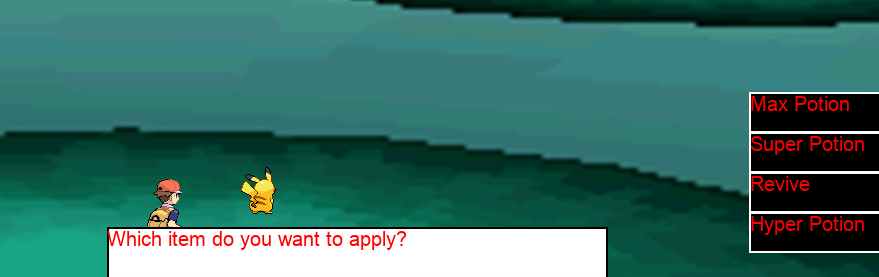 Max Potion
Super Potion
Revive
Hyper Potion
Which item do you want to apply?